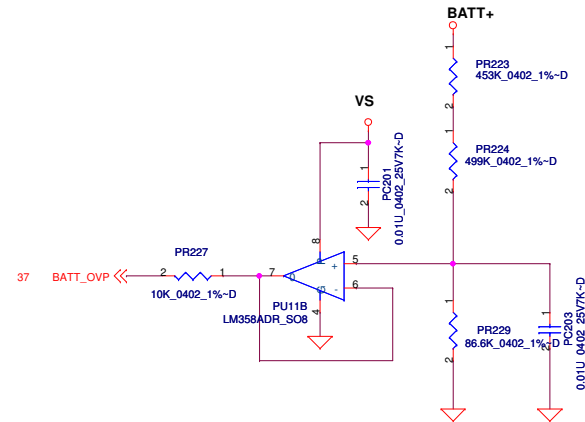 BATT+
1
PR223
453K_0402_1%~D
2
VS
1
PR224
499K_0402_1%~D
2
1
PC201
0.01U_0402_25V7K~D
2
8
P
PR227
37 BATT_OVP
2
1
7
0
+
5
-
6
G
10K_0402_1%~D
PU11B
LM358ADR_SO8
4
1
PR229
86.6K_0402_1%~D
2
1
PC203
0.01U_0402_25V7K~D
2